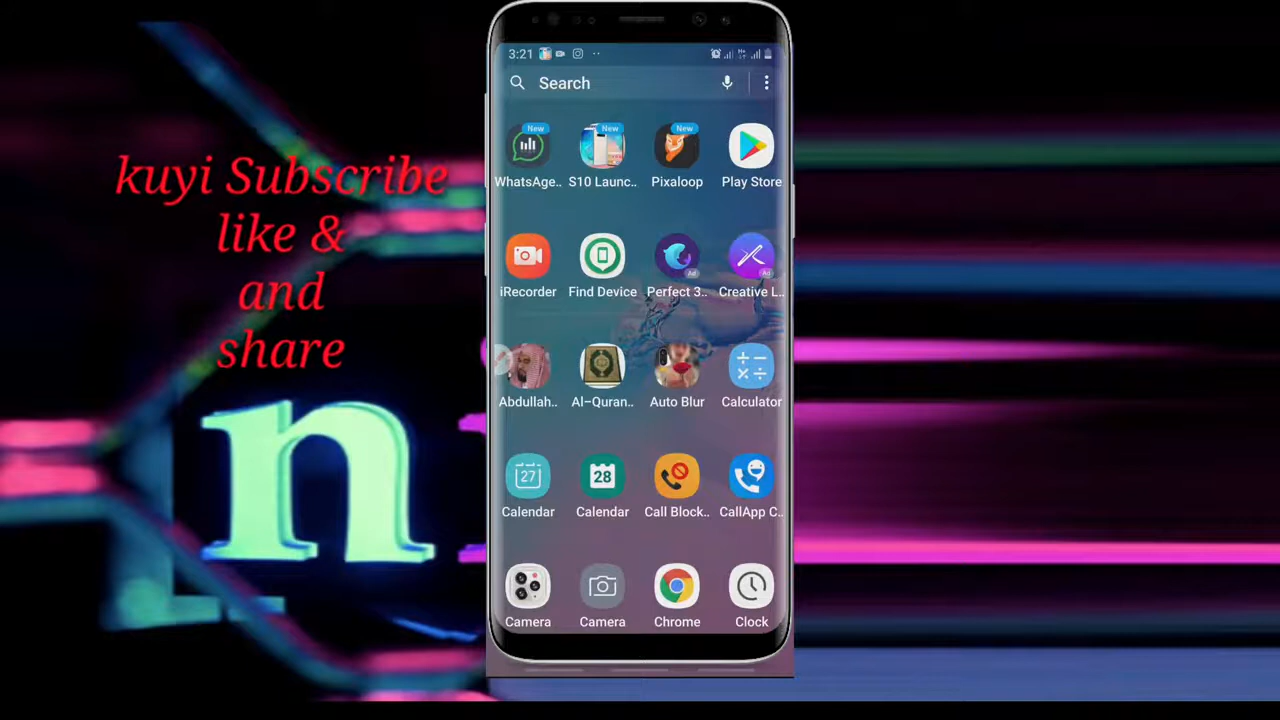 kuyi Subscribe
like &
and
share
n
3:21
Search
New New New
WhatsAge.. S10 Launc.. Pixaloop Play Store
Ad Ad
iRecorder Find Device Perfect 3.. Creative L..
Abdullah.. Al-Quran.. Auto Blur Calculator
27 28
Calendar Calendar Call Block.. CallApp C..
Camera Camera Chrome Clock